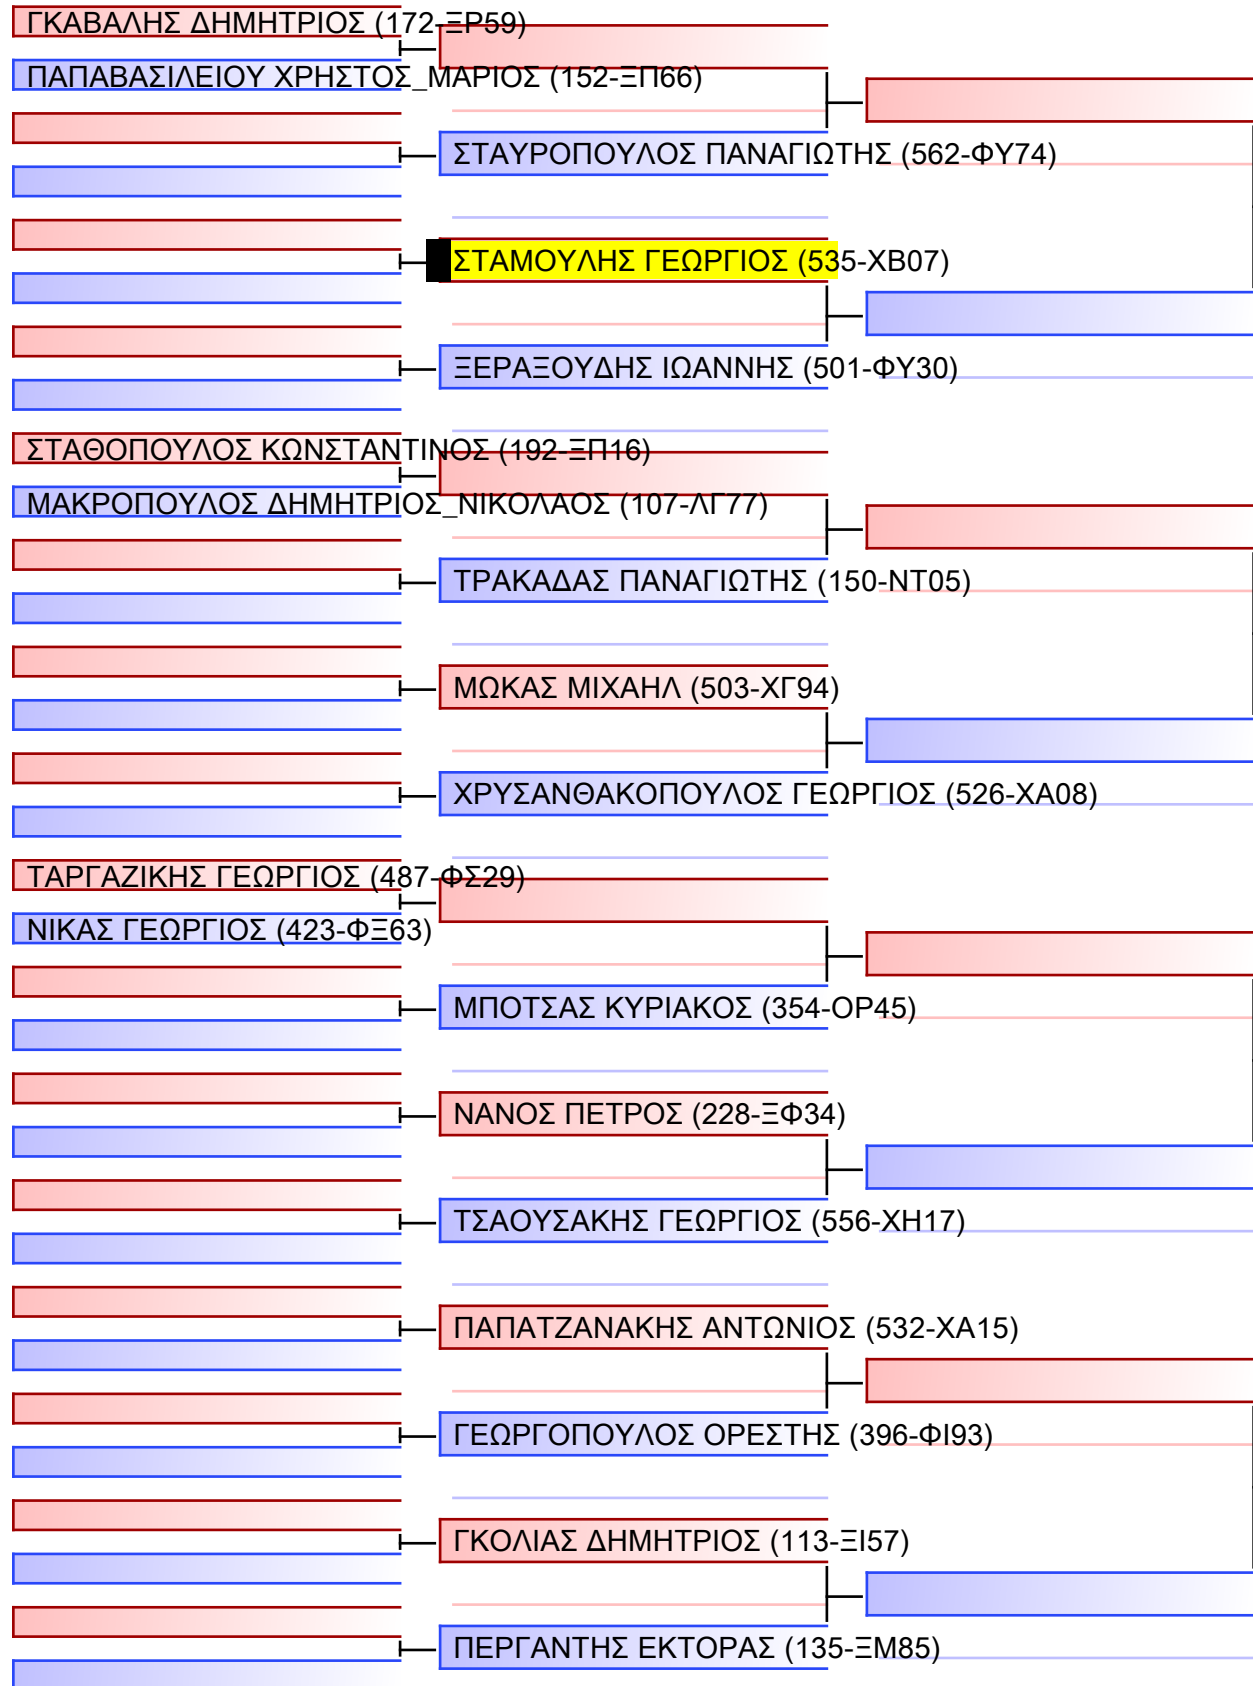 ΓΚΑΒΑΛΗΣ ΔΗΜΗΤΡΙΟΣ (172-ΞΡ59)
ΠΑΠΑΒΑΣΙΛΕΙΟΥ ΧΡΗΣΤΟΣ_ΜΑΡΙΟΣ (152-ΞΠ66)
ΣΤΑΥΡΟΠΟΥΛΟΣ ΠΑΝΑΓΙΩΤΗΣ (562-ΦΥ74)
ΣΤΑΜΟΥΛΗΣ ΓΕΩΡΓΙΟΣ (535-ΧΒ07)
ΞΕΡΑΞΟΥΔΗΣ ΙΩΑΝΝΗΣ (501-ΦΥ30)
ΣΤΑΘΟΠΟΥΛΟΣ ΚΩΝΣΤΑΝΤΙΝΟΣ (192-ΞΠ16)
ΜΑΚΡΟΠΟΥΛΟΣ ΔΗΜΗΤΡΙΟΣ_ΝΙΚΟΛΑΟΣ (107-ΛΓ77)
ΤΡΑΚΑΔΑΣ ΠΑΝΑΓΙΩΤΗΣ (150-ΝΤ05)
ΜΩΚΑΣ ΜΙΧΑΗΛ (503-ΧΓ94)
ΧΡΥΣΑΝΘΑΚΟΠΟΥΛΟΣ ΓΕΩΡΓΙΟΣ (526-ΧΑ08)
ΤΑΡΓΑΖΙΚΗΣ ΓΕΩΡΓΙΟΣ (487-ΦΣ29)
ΝΙΚΑΣ ΓΕΩΡΓΙΟΣ (423-ΦΞ63)
ΜΠΟΤΣΑΣ ΚΥΡΙΑΚΟΣ (354-ΟΡ45)
ΝΑΝΟΣ ΠΕΤΡΟΣ (228-ΞΦ34)
ΤΣΑΟΥΣΑΚΗΣ ΓΕΩΡΓΙΟΣ (556-ΧΗ17)
ΠΑΠΑΤΖΑΝΑΚΗΣ ΑΝΤΩΝΙΟΣ (532-ΧΑ15)
ΓΕΩΡΓΟΠΟΥΛΟΣ ΟΡΕΣΤΗΣ (396-ΦΙ93)
ΓΚΟΛΙΑΣ ΔΗΜΗΤΡΙΟΣ (113-ΞΙ57)
ΠΕΡΓΑΝΤΗΣ ΕΚΤΟΡΑΣ (135-ΞΜ85)